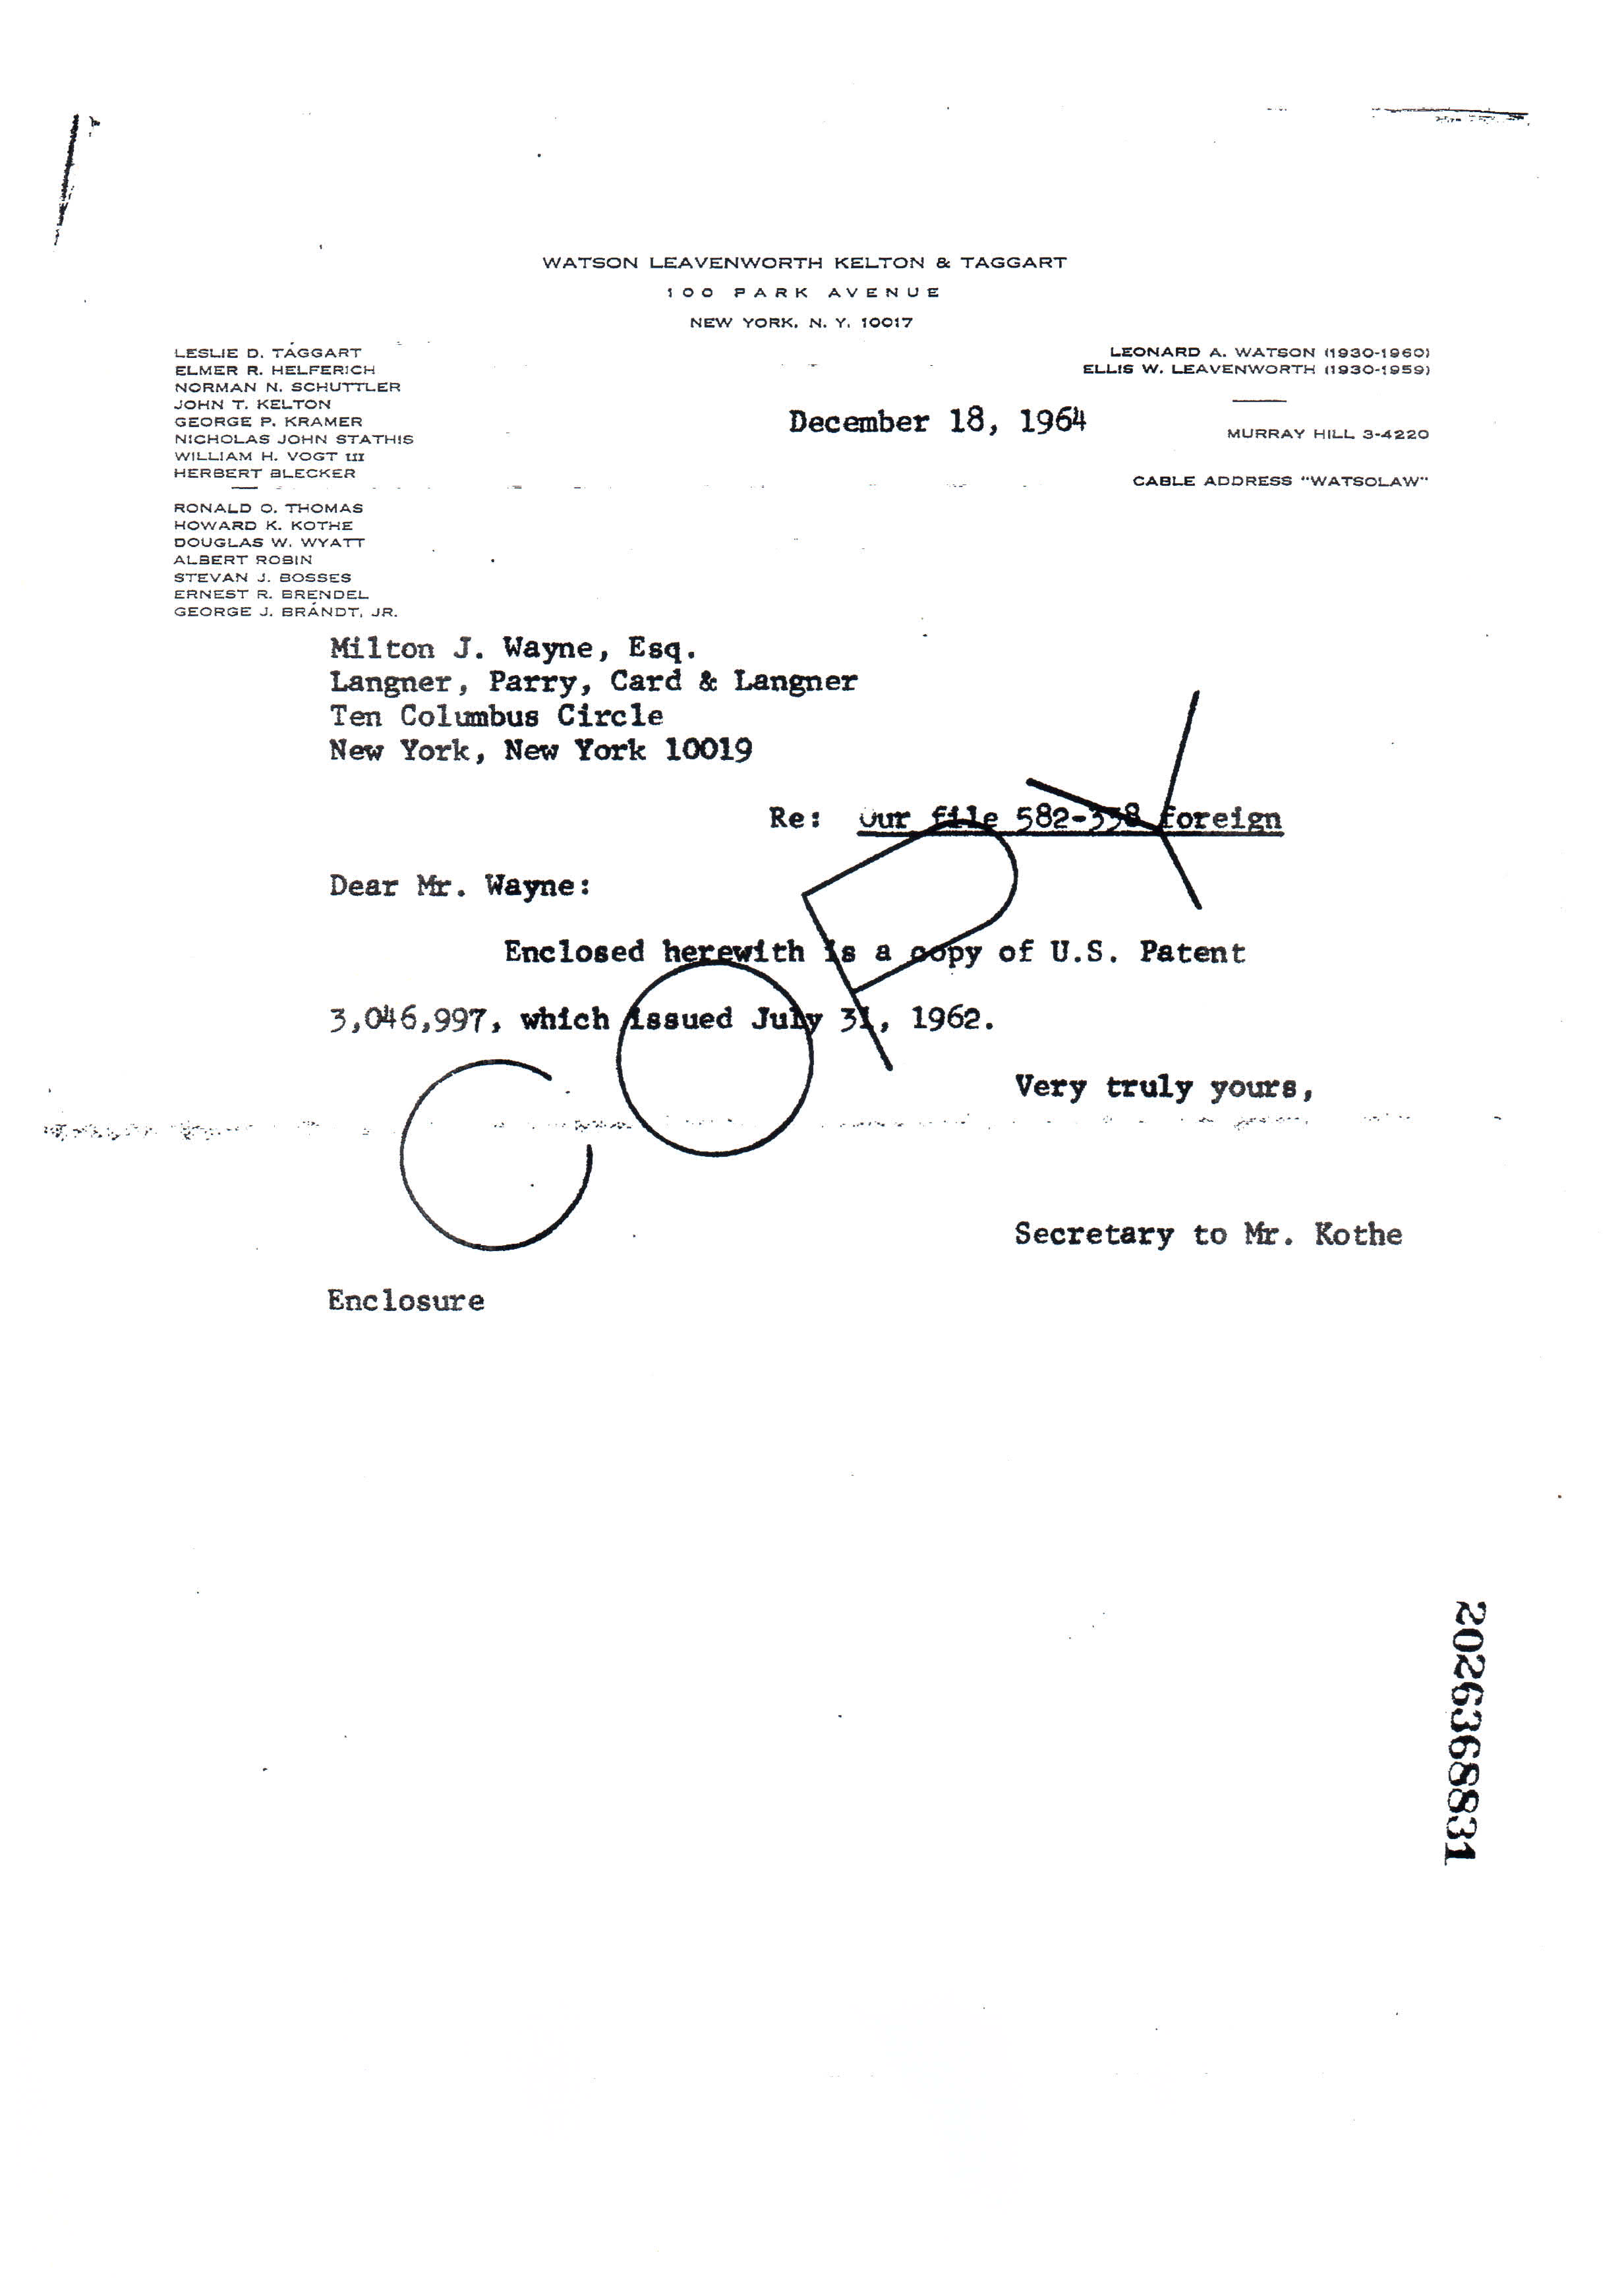 WATSON LEAVENWORTH KELTON & TAGGART
100 PARK AVENUE
NEW YORK, N. Y. 10017
LESLIE D. TAGGART
ELMER R. HELFERICH
NORMAN N. SCHUTTLER
JOHN T. KELTON
GEORGE P. KRAMER
NICHOLAS JOHN STATHIS
WILLIAM H. VOGT III
HERBERT BLECKER
RONALD O. THOMAS
HOWARD K. KOTHE
DOUGLAS W. WYATT
ALBERT ROBIN
STEVAN J. BOSSES
ERNEST R. BRENDEL
GEORGE J. BRANDT, JR.
LEONARD A. WATSON (1930-1960)
ELLIS W. LEAVENWORTH (1930-1959)
MURRAY HILL 3-4220
CABLE ADDRESS "WATSOLAW"
December 18, 1964
Milton J. Wayne, Esq.
Langner, Parry, Card & Langner
Ten Columbus Circle
New York, New York 10019
Re: Our file 582-338 foreign
Dear Mr. Wayne:
Enclosed herewith is a copy of U.S. Patent
3,046,997, which issued July 31, 1962.
Very truly yours,
Secretary to Mr. Kothe
Enclosure
COPY
2026368831